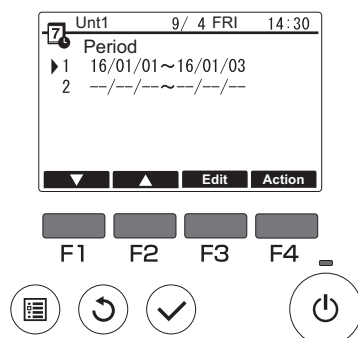 7 Unt1 9/ 4 FRI 14:30
Period
1 16/01/01~16/01/03
2 --/--/--~--/--/--
▼ ▲ Edit Action
F1 F2 F3 F4